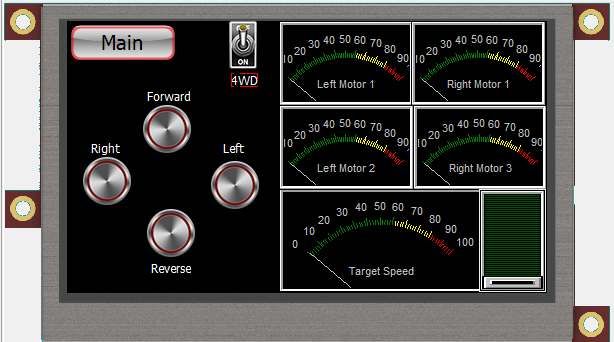 Main
ON
4WD
Forward
Right
Left
Reverse
10 20 30 40 50 60 70 80 90
Left Motor 1
10 20 30 40 50 60 70 80 90
Right Motor 1
10 20 30 40 50 60 70 80 90
Left Motor 2
10 20 30 40 50 60 70 80 90
Right Motor 3
0 10 20 30 40 50 60 70 80 90 100
Target Speed